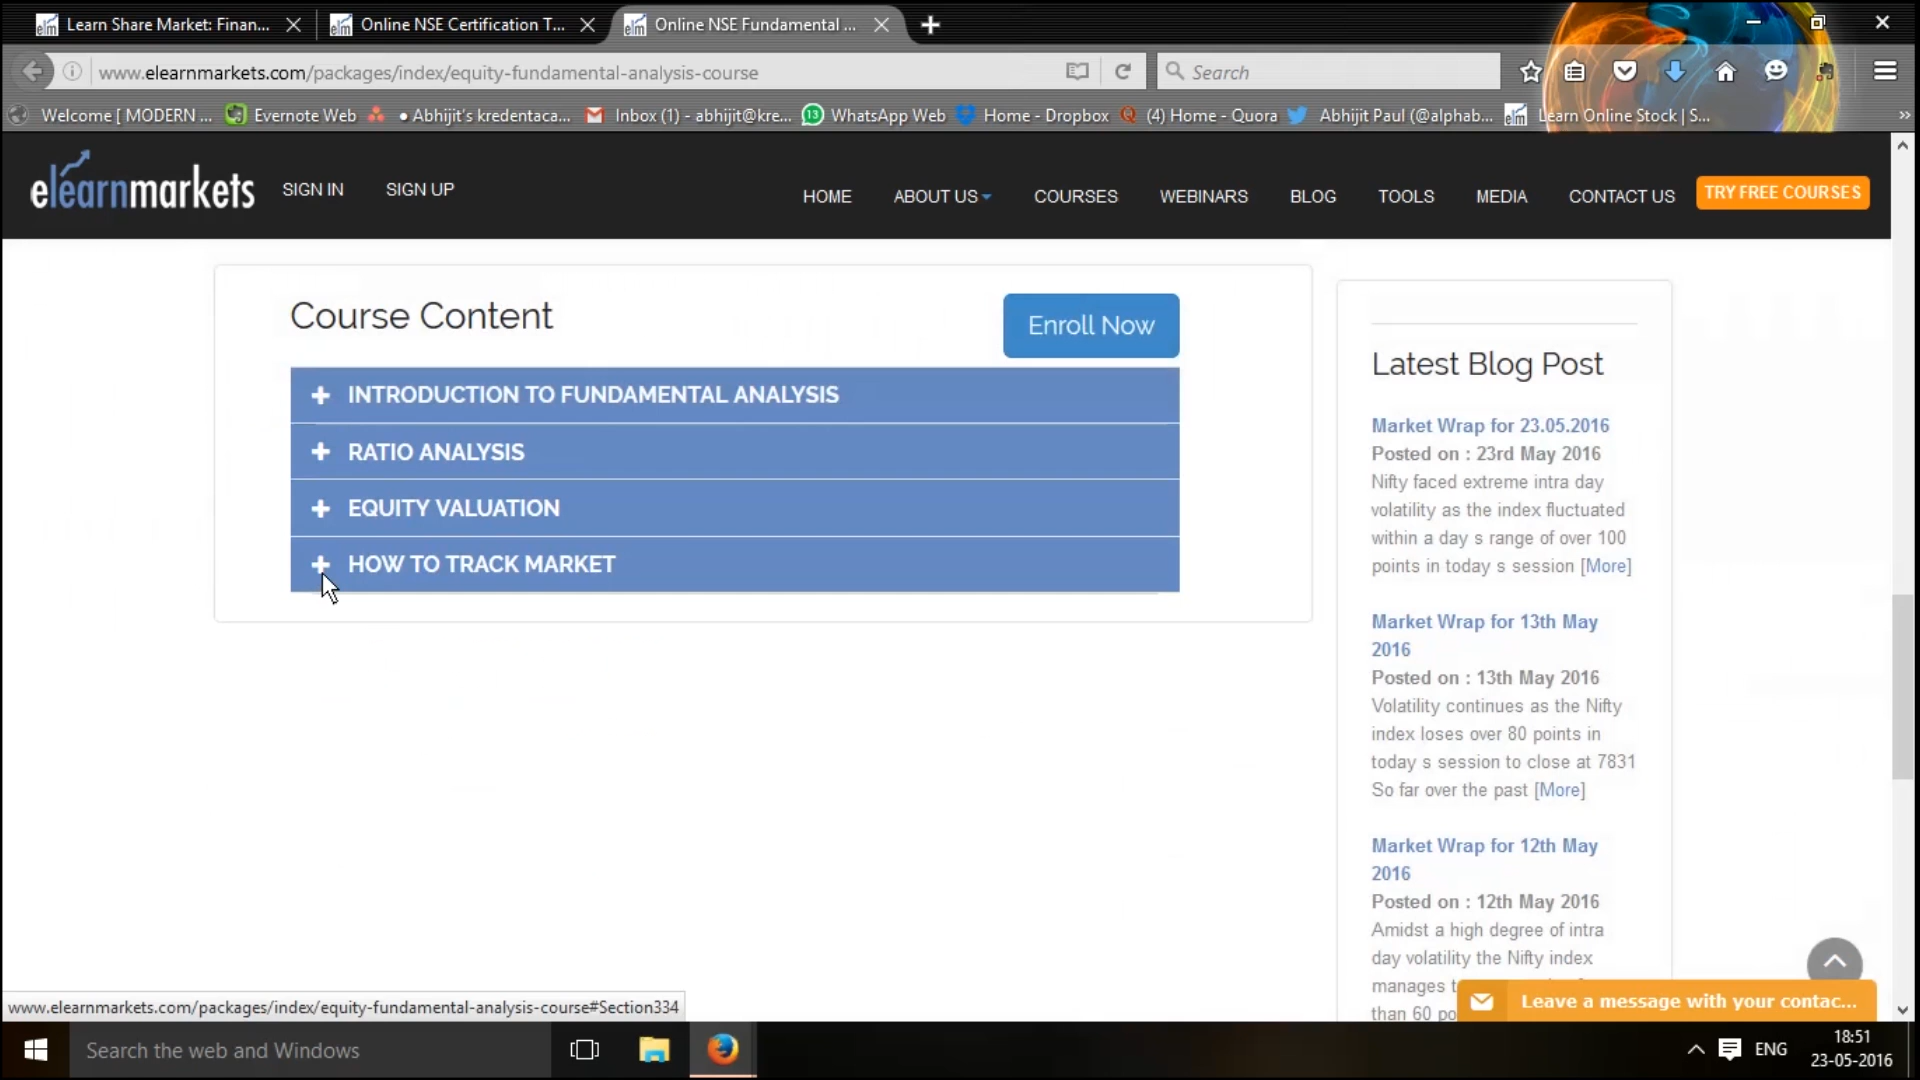 Learn Share Market: Finan...
Online NSE Certification T...
Online NSE Fundamental ...
www.elearnmarkets.com/packages/index/equity-fundamental-analysis-course
Search
Welcome [ MODERN ...
Evernote Web
● Abhijit's kredentaca...
Inbox (1) - abhijit@kre...
13
WhatsApp Web
Home - Dropbox
(4) Home - Quora
Abhijit Paul (@alphab...
elm
Learn Online Stock | S...
elearnmarkets
SIGN IN
SIGN UP
HOME
ABOUT US
COURSES
WEBINARS
BLOG
TOOLS
MEDIA
CONTACT US
TRY FREE COURSES
Course Content
Enroll Now
INTRODUCTION TO FUNDAMENTAL ANALYSIS
RATIO ANALYSIS
EQUITY VALUATION
HOW TO TRACK MARKET
Latest Blog Post
Market Wrap for 23.05.2016
Posted on : 23rd May 2016
Nifty faced extreme intra day
volatility as the index fluctuated
within a day s range of over 100
points in today s session [More]
Market Wrap for 13th May
2016
Posted on : 13th May 2016
Volatility continues as the Nifty
index loses over 80 points in
today s session to close at 7831
So far over the past [More]
Market Wrap for 12th May
2016
Posted on : 12th May 2016
Amidst a high degree of intra
day volatility the Nifty index
manages
than 60
Leave a message with your contac...
www.elearnmarkets.com/packages/index/equity-fundamental-analysis-course#Section334
Search the web and Windows
ENG
18:51
23-05-2016